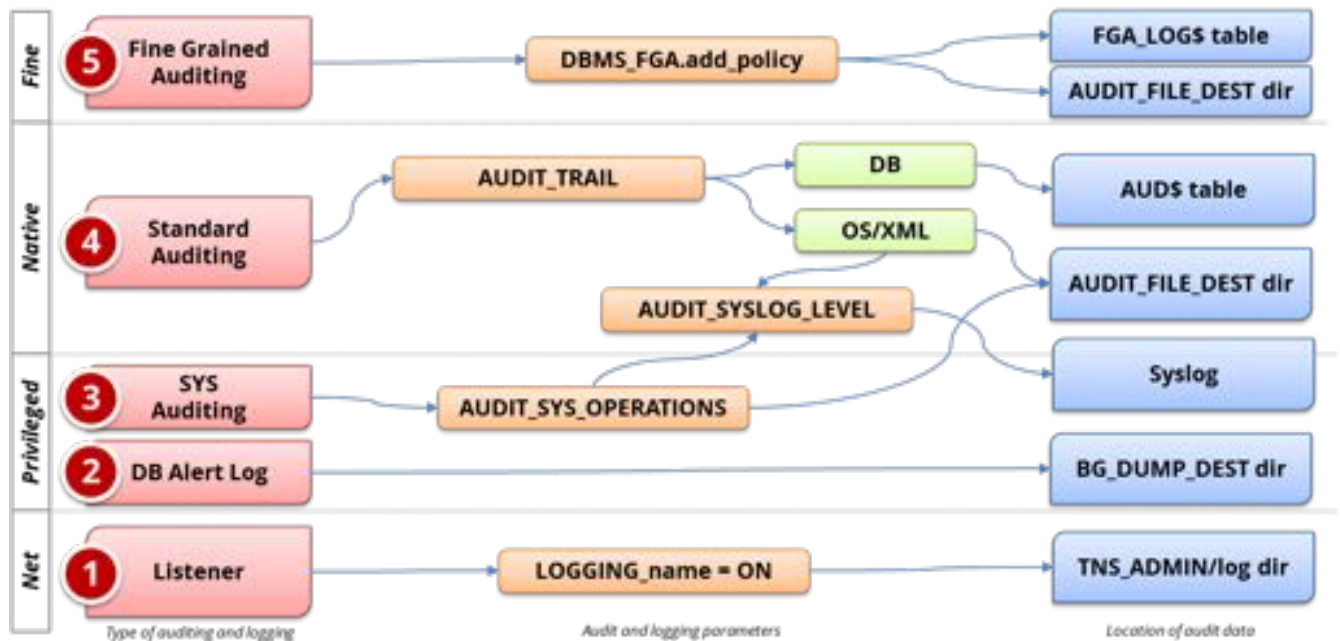 Fine
5
Fine Grained
Auditing
DBMS_FGA.add_policy
FGA_LOG$ table
AUDIT_FILE_DEST dir
Native
4
Standard
Auditing
AUDIT_TRAIL
DB
OS/XML
AUDIT_SYSLOG_LEVEL
AUD$ table
AUDIT_FILE_DEST dir
Privileged
3
SYS
Auditing
AUDIT_SYS_OPERATIONS
Syslog
2
DB Alert Log
BG_DUMP_DEST dir
Net
1
Listener
LOGGING_name = ON
TNS_ADMIN/log dir
Type of auditing and logging
Audit and logging parameters
Location of audit data